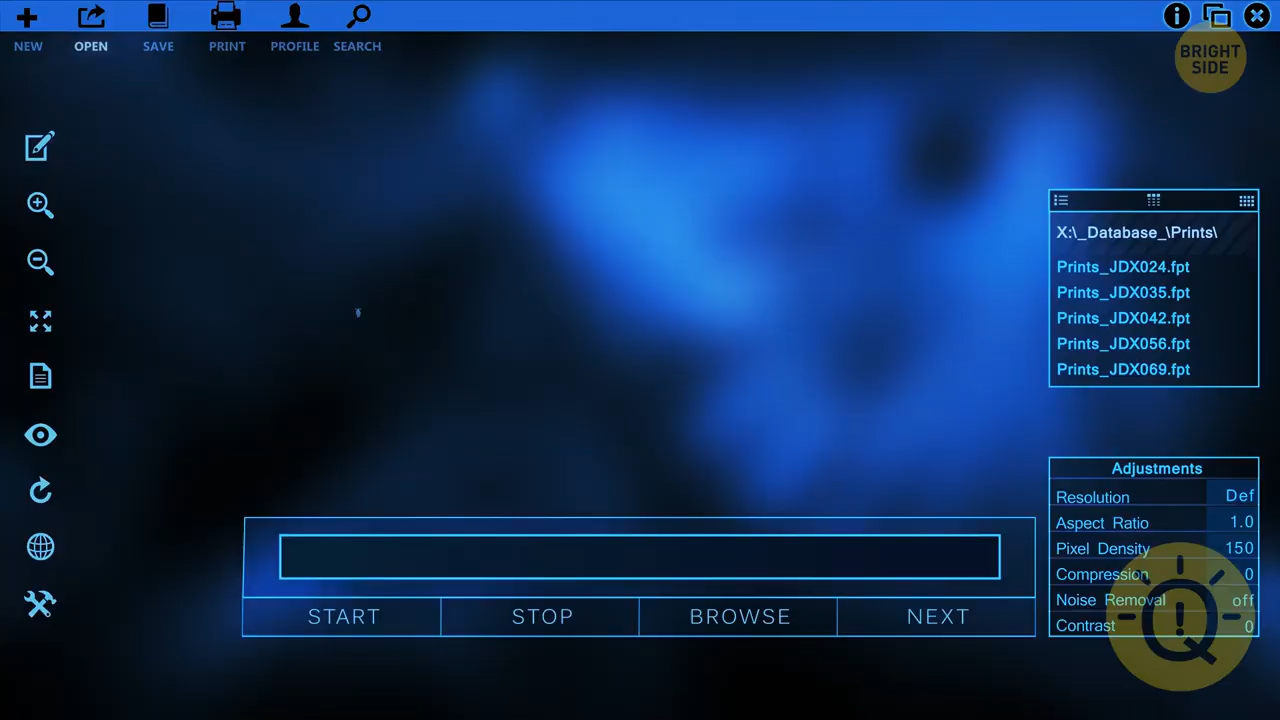 NEW OPEN SAVE PRINT PROFILE SEARCH
BRIGHT
SIDE
X:\_Database_\Prints\
Prints_JDX024.fpt
Prints_JDX035.fpt
Prints_JDX042.fpt
Prints_JDX056.fpt
Prints_JDX069.fpt
Adjustments
Resolution Def
Aspect Ratio 1.0
Pixel Density 150
Compression 0
Noise Removal off
Contrast 0
START STOP BROWSE NEXT